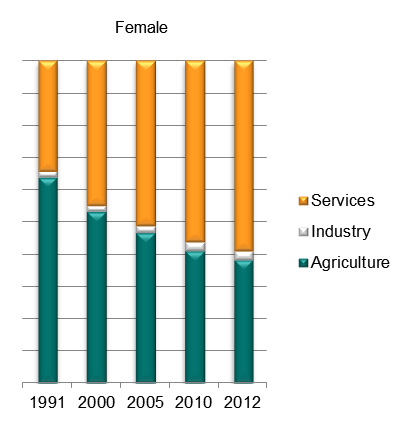 Female
Services
Industry
Agriculture
1991 2000 2005 2010 2012